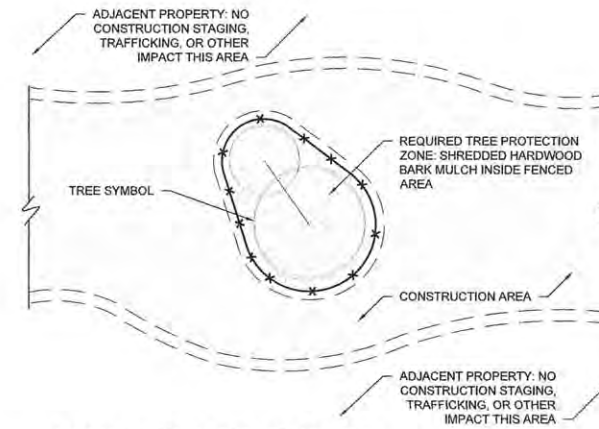 ADJACENT PROPERTY: NO
CONSTRUCTION STAGING,
TRAFFICKING, OR OTHER
IMPACT THIS AREA
REQUIRED TREE PROTECTION
ZONE: SHREDDED HARDWOOD
BARK MULCH INSIDE FENCED
AREA
TREE SYMBOL
CONSTRUCTION AREA
ADJACENT PROPERTY: NO
CONSTRUCTION STAGING,
TRAFFICKING, OR OTHER
IMPACT THIS AREA